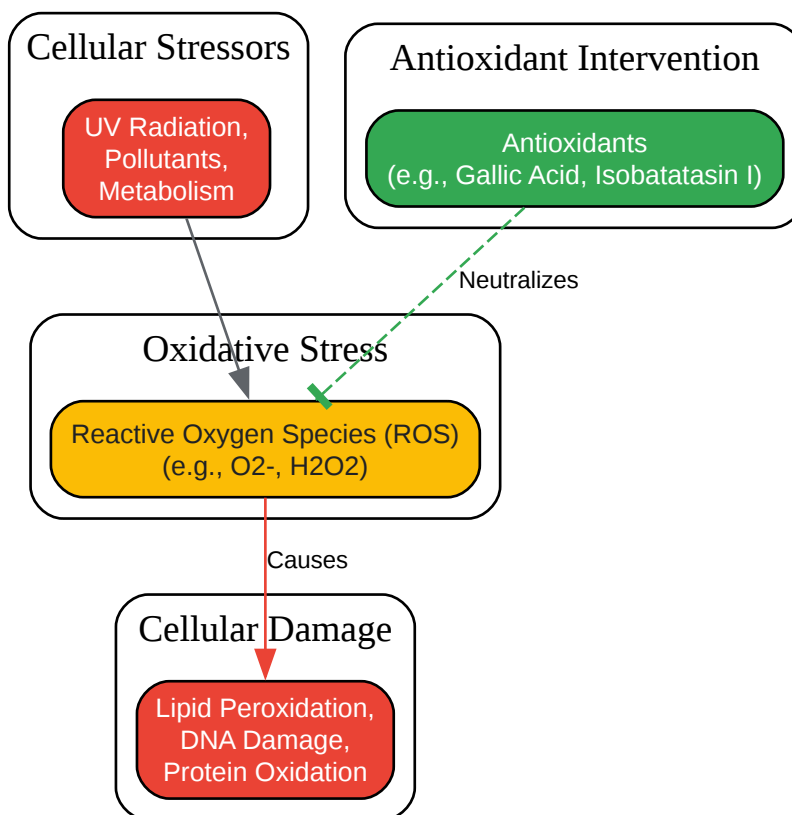 Cellular Stressors
UV Radiation,
Pollutants,
Metabolism
Antioxidant Intervention
Antioxidants
(e.g., Gallic Acid, Isobatatasin I)
Neutralizes
Oxidative Stress
Reactive Oxygen Species (ROS)
(e.g., O2-, H2O2)
Causes
Cellular Damage
Lipid Peroxidation,
DNA Damage,
Protein Oxidation